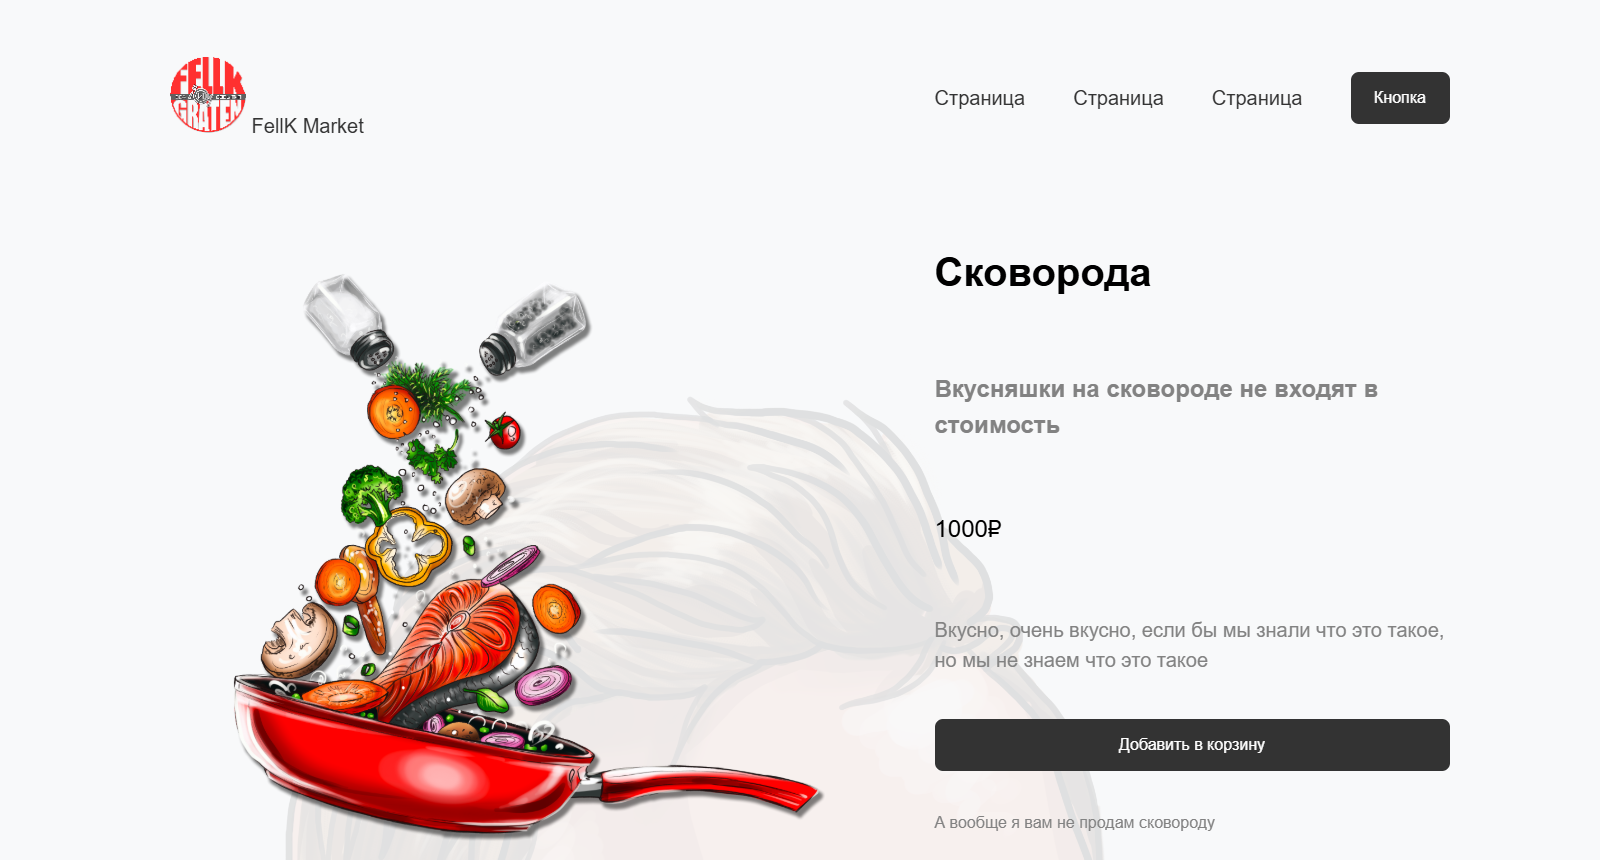 FELLK
GRATEN
FellK Market
Страница
Страница
Страница
Кнопка
Сковорода
Вкусняшки на сковороде не входят в
стоимость
1000₽
Вкусно, очень вкусно, если бы мы знали что это такое,
но мы не знаем что это такое
Добавить в корзину
А вообще я вам не продам сковороду